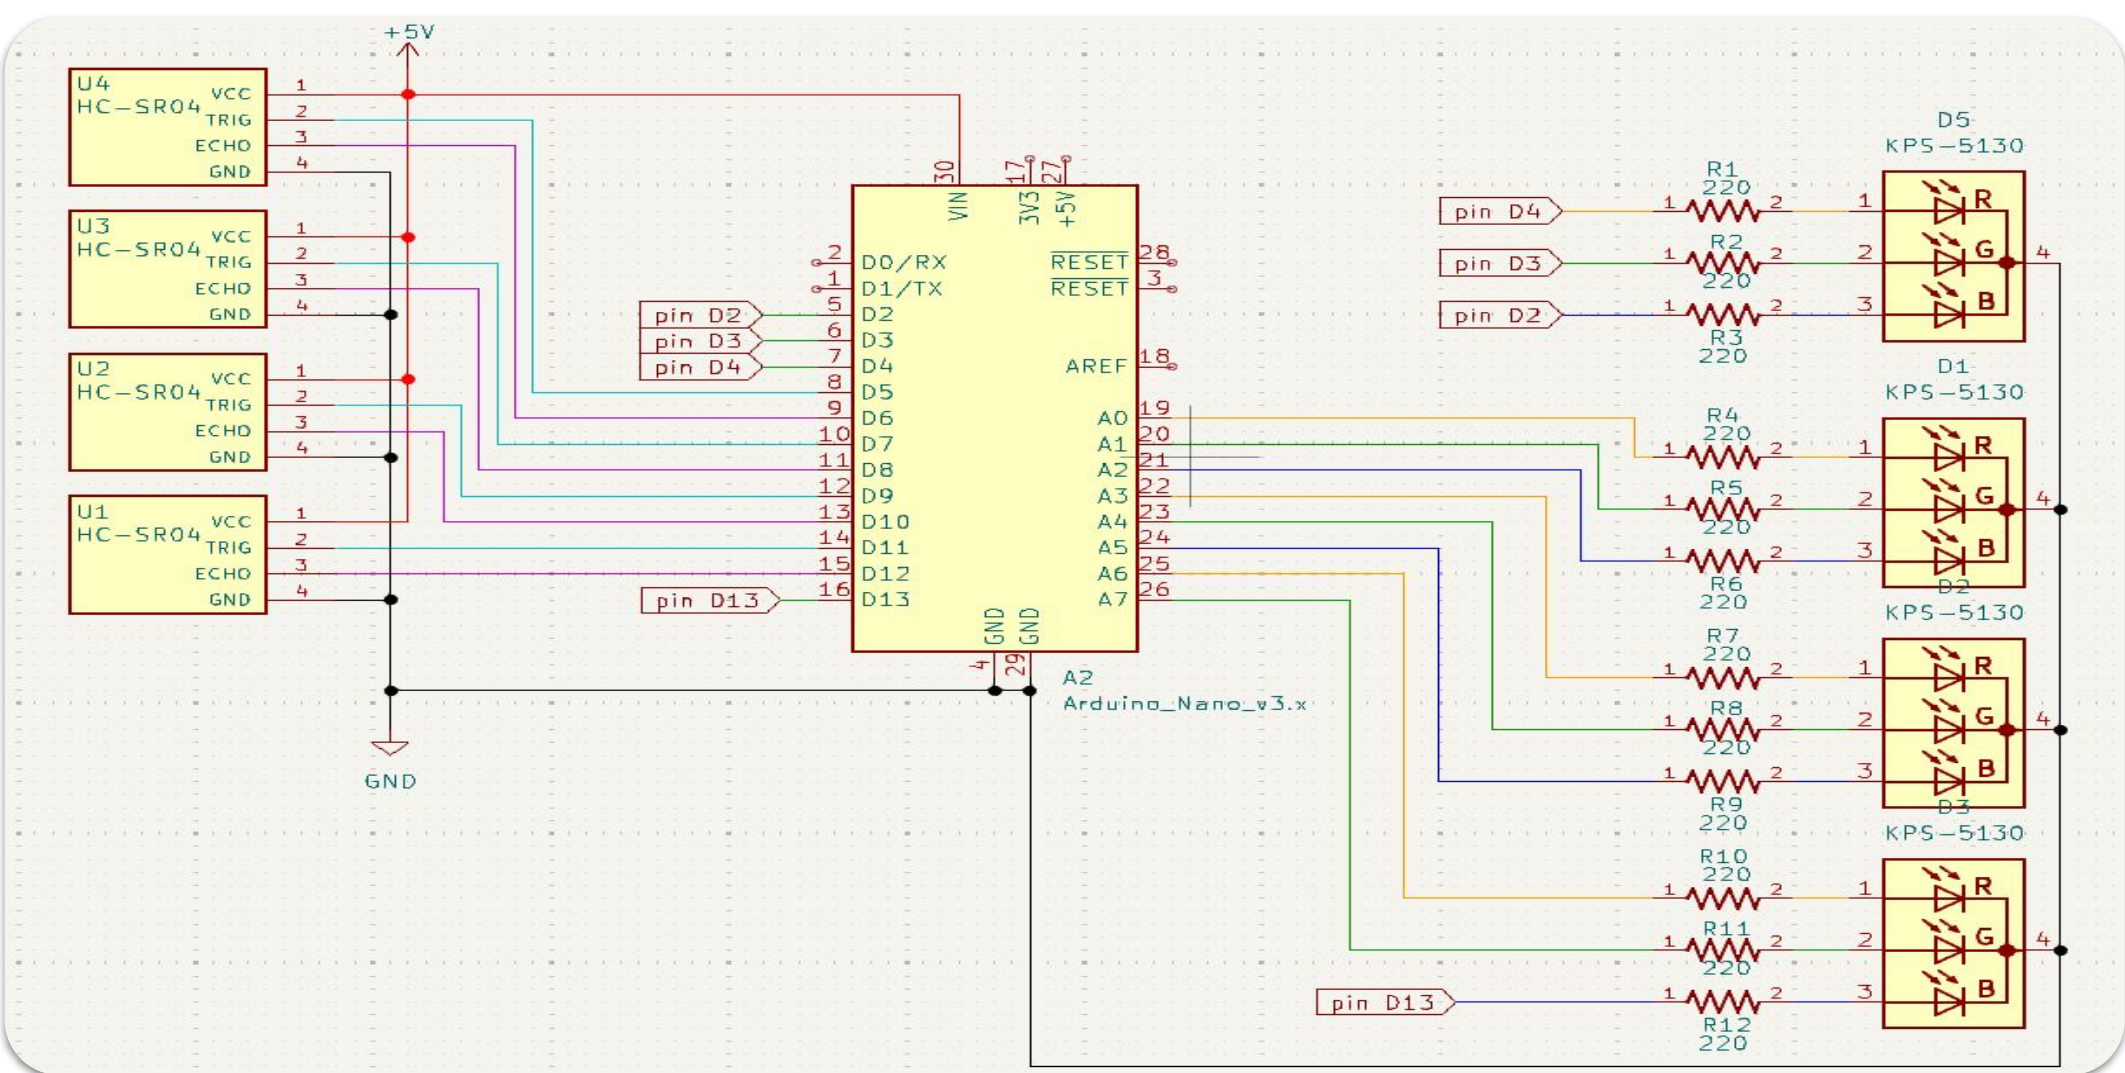 +5V
U4
HC-SR04
VCC 1
TRIG 2
ECHO 3
GND 4
U3
HC-SR04
VCC 1
TRIG 2
ECHO 3
GND 4
U2
HC-SR04
VCC 1
TRIG 2
ECHO 3
GND 4
U1
HC-SR04
VCC 1
TRIG 2
ECHO 3
GND 4
GND
pin D2
pin D3
pin D4
pin D13
30 17 27
VIN 3V3 +5V
2 D0/RX
1 D1/TX
5 D2
6 D3
7 D4
8 D5
9 D6
10 D7
11 D8
12 D9
13 D10
14 D11
15 D12
16 D13
RESET 28
RESET 3
AREF 18
A0 19
A1 20
A2 21
A3 22
A4 23
A5 24
A6 25
A7 26
GND GND
4 29
A2
Arduino_Nano_v3.x
D5
KPS-5130
R1
220
pin D4 1 2 1 R
R2
pin D3 1 2 2 G 4
220
pin D2 1 2 3 B
R3
220
D1
KPS-5130
R4
220
1 2 1 R
R5
1 2 2 G 4
220
1 2 3 B
R6
220
D2
KPS-5130
R7
220
1 2 1 R
R8
1 2 2 G 4
220
1 2 3 B
R9
220
D3
KPS-5130
R10
220
1 2 1 R
R11
1 2 2 G 4
220
pin D13 1 2 3 B
R12
220